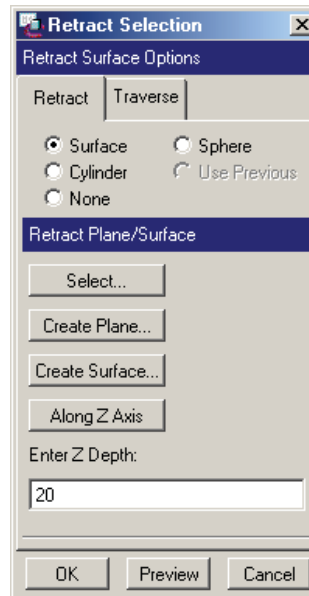 Retract Selection
Retract Surface Options
Retract Traverse
Surface Sphere
Cylinder Use Previous
None
Retract Plane/Surface
Select...
Create Plane...
Create Surface...
Along Z Axis
Enter Z Depth:
20
OK Preview Cancel